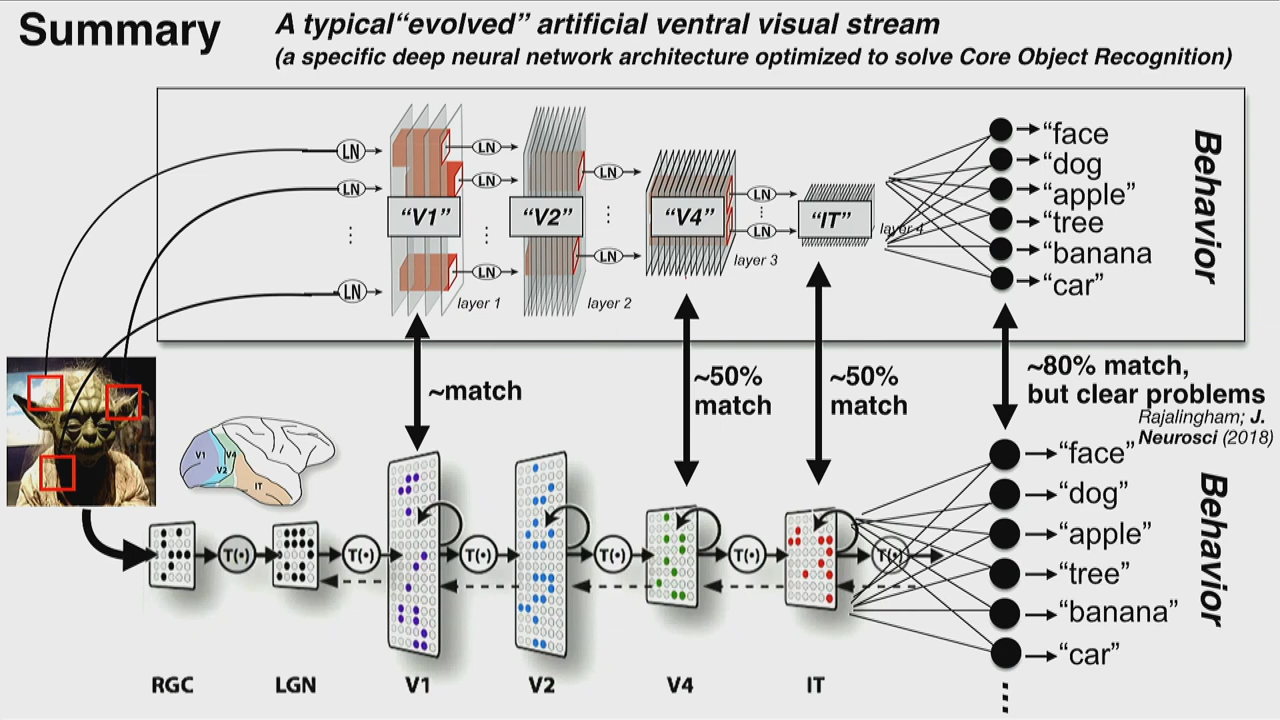 Summary
A typical“evolved” artificial ventral visual stream
(a specific deep neural network architecture optimized to solve Core Object Recognition)
LN
LN
LN
LN
LN
LN
LN
LN
LN
LN
“V1”
“V2”
“V4”
“IT”
layer 1
layer 2
layer 3
layer 4
“face
“dog
“apple”
“tree
“banana
“car”
Behavior
~match
~50%
match
~50%
match
~80% match,
but clear problems
Rajalingham; J.
Neurosci (2018)
V1
V2
V4
IT
T(•)
T(•)
T(•)
T(•)
T(•)
T(•)
“face”
“dog”
“apple”
“tree”
“banana”
“car”
Behavior
RGC
LGN
V1
V2
V4
IT